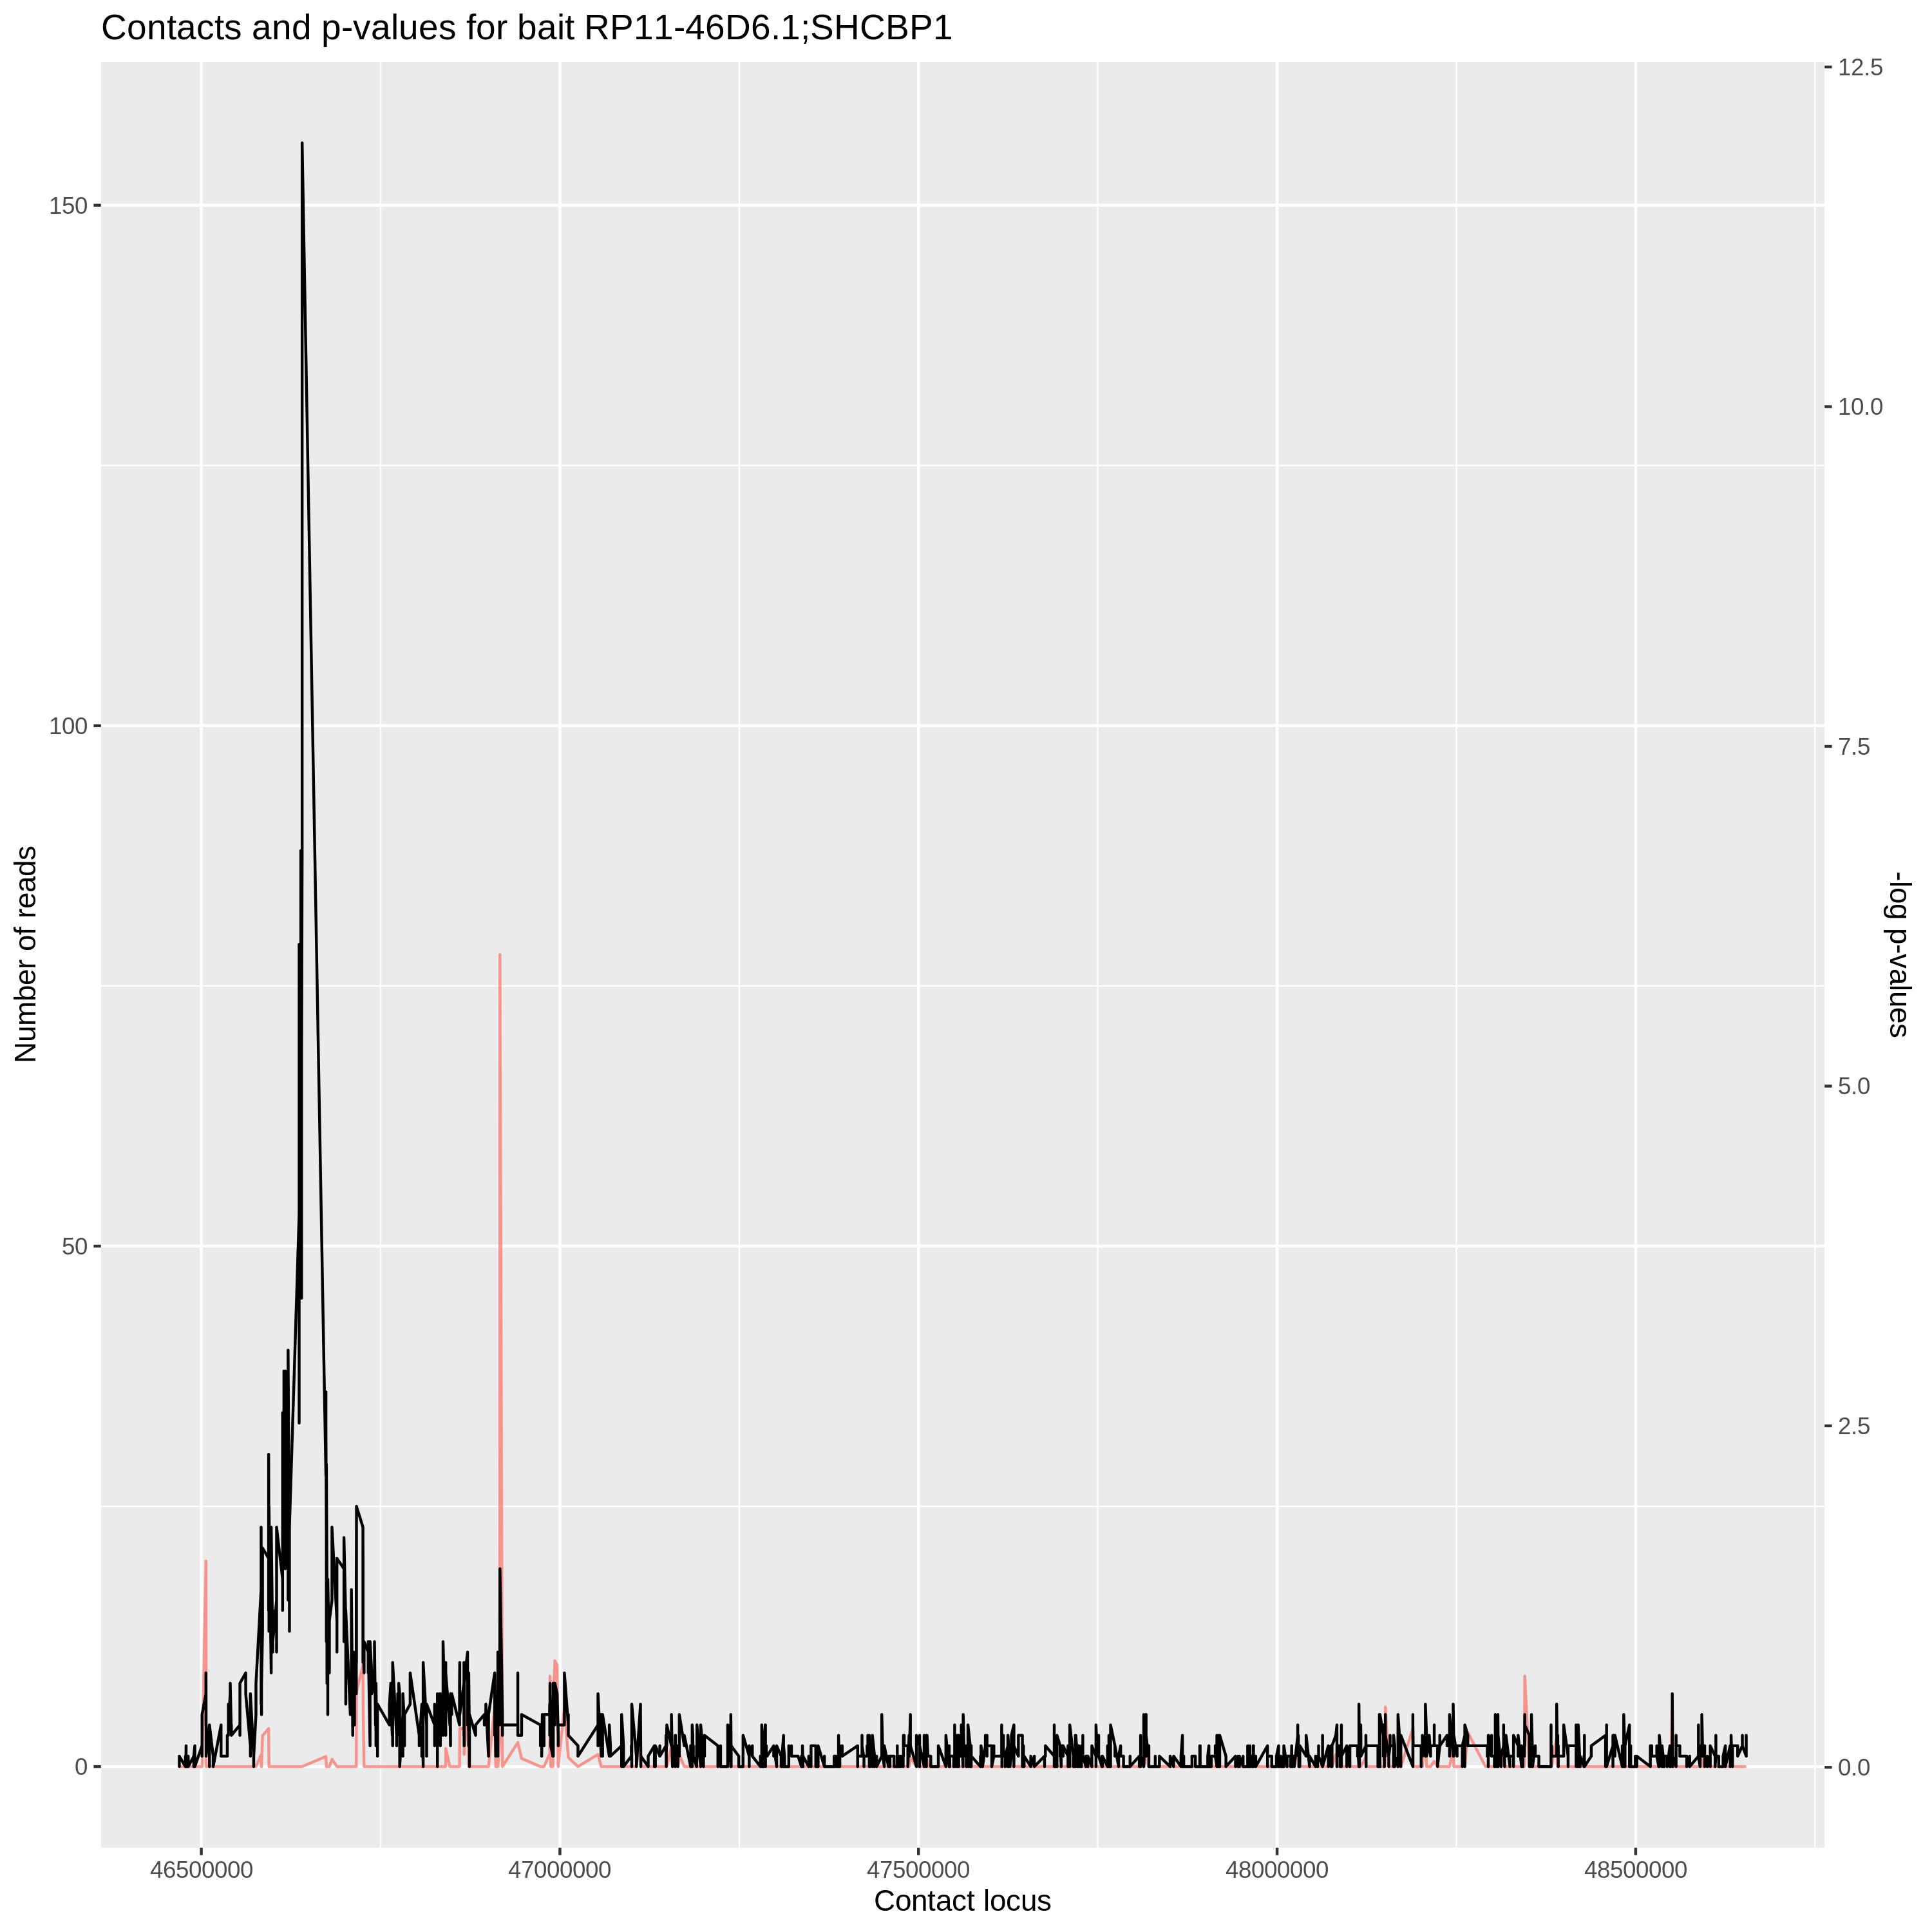 Contacts and p-values for bait RP11-46D6.1;SHCBP1
12.5
150
10.0
100
7.5
Number of reads
-log p-values
5.0
50
2.5
0
0.0
46500000 47000000 47500000 48000000 48500000
Contact locus